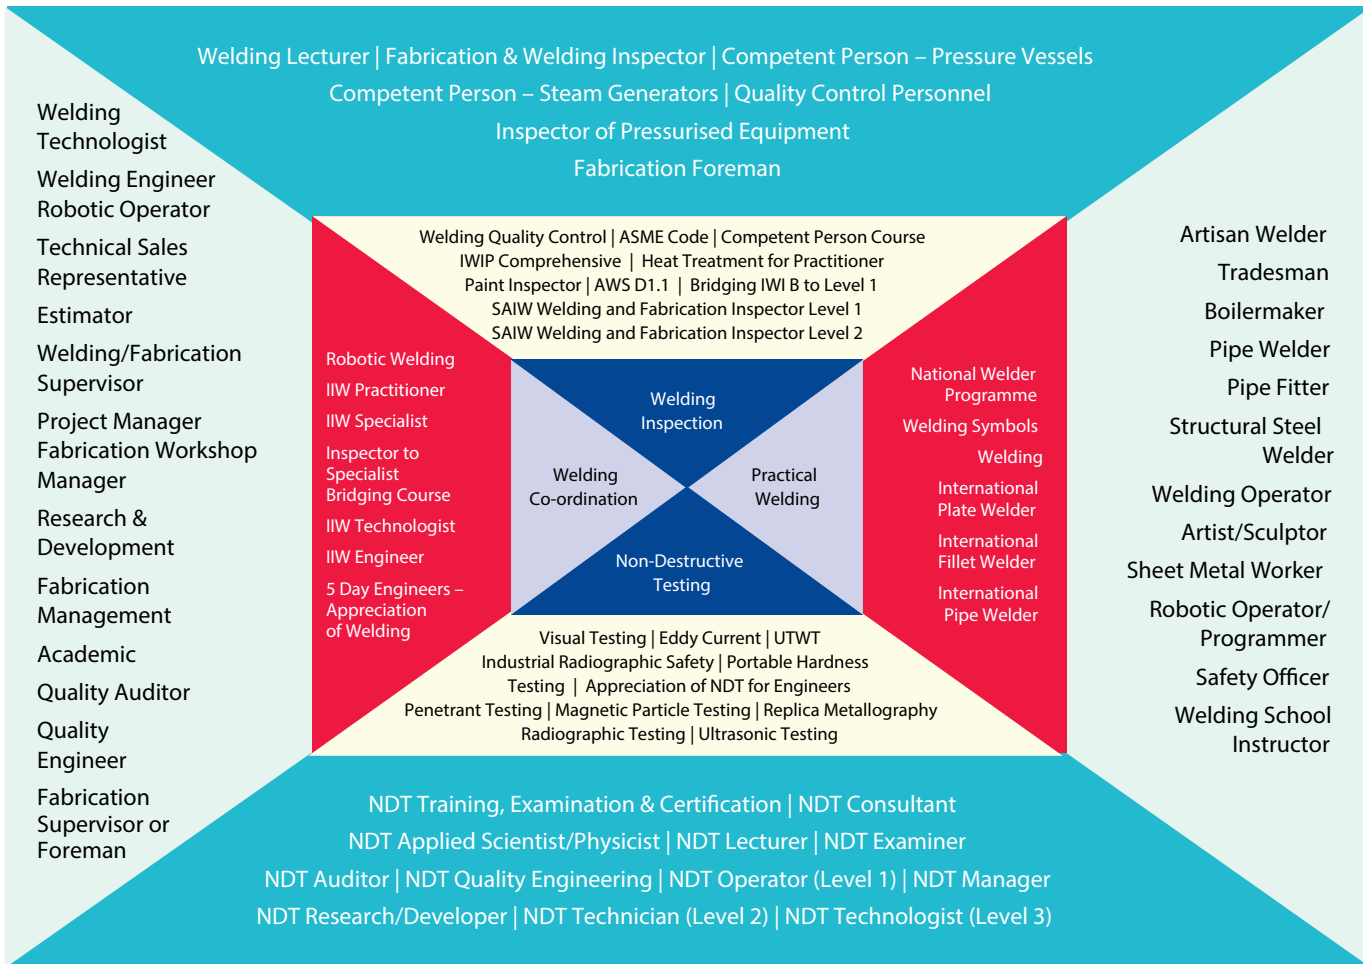 Welding Lecturer | Fabrication & Welding Inspector | Competent Person – Pressure Vessels
Competent Person – Steam Generators | Quality Control Personnel
Inspector of Pressurised Equipment
Fabrication Foreman
Welding
Technologist
Welding Engineer
Robotic Operator
Technical Sales
Representative
Estimator
Welding/Fabrication
Supervisor
Project Manager
Fabrication Workshop
Manager
Research &
Development
Fabrication
Management
Academic
Quality Auditor
Quality
Engineer
Fabrication
Supervisor or
Foreman
Welding Quality Control | ASME Code | Competent Person Course
IWIP Comprehensive | Heat Treatment for Practitioner
Paint Inspector | AWS D1.1 | Bridging IWI B to Level 1
SAIW Welding and Fabrication Inspector Level 1
SAIW Welding and Fabrication Inspector Level 2
Robotic Welding
IIW Practitioner
IIW Specialist
Inspector to
Specialist
Bridging Course
IIW Technologist
IIW Engineer
5 Day Engineers –
Appreciation
of Welding
Welding
Inspection
Welding
Co-ordination
Practical
Welding
Non-Destructive
Testing
National Welder
Programme
Welding Symbols
Welding
International
Plate Welder
International
Fillet Welder
International
Pipe Welder
Visual Testing | Eddy Current | UTWT
Industrial Radiographic Safety | Portable Hardness
Testing | Appreciation of NDT for Engineers
Penetrant Testing | Magnetic Particle Testing | Replica Metallography
Radiographic Testing | Ultrasonic Testing
Artisan Welder
Tradesman
Boilermaker
Pipe Welder
Pipe Fitter
Structural Steel
Welder
Welding Operator
Artist/Sculptor
Sheet Metal Worker
Robotic Operator/
Programmer
Safety Officer
Welding School
Instructor
NDT Training, Examination & Certification | NDT Consultant
NDT Applied Scientist/Physicist | NDT Lecturer | NDT Examiner
NDT Auditor | NDT Quality Engineering | NDT Operator (Level 1) | NDT Manager
NDT Research/Developer | NDT Technician (Level 2) | NDT Technologist (Level 3)